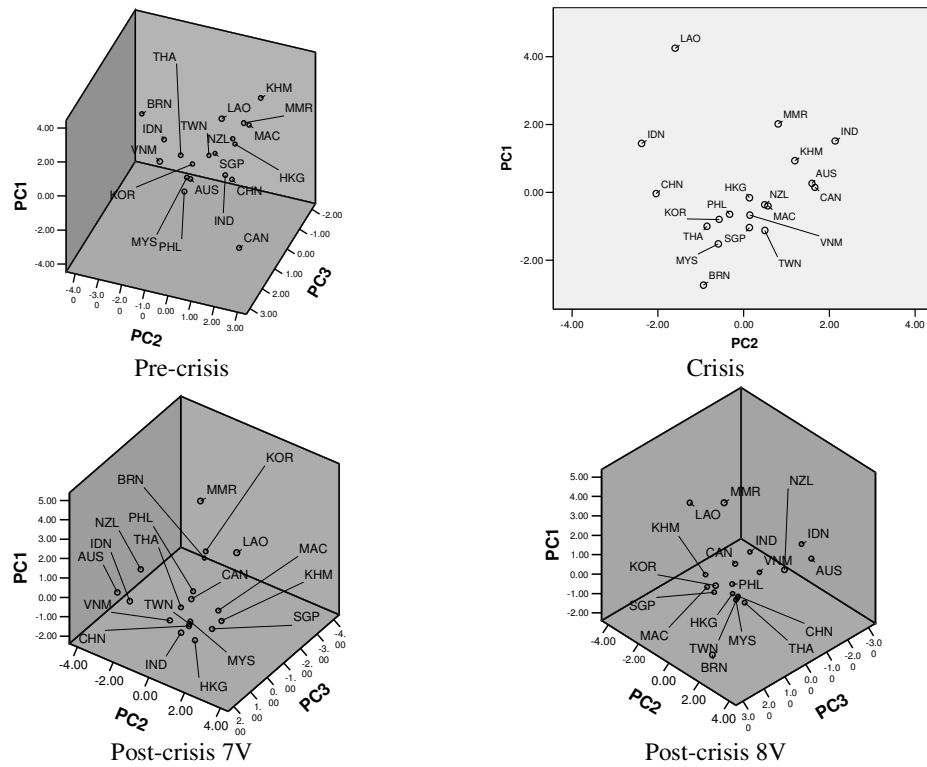 THA
KHM
LAO
MMR
BRN
IDN
TWN
NZL
MAC
VNM
SGP
KOR
AUS
CHN
HKG
IND
MYS
PHL
CAN
4.00
2.00
0.00
-2.00
-4.00
PC1
-4.0
0
-2.00
-1.0
0
0.00
1.00
2.00
3.00
PC2
-2.00
-1.00
0.00
1.00
2.00
3.00
PC3
Pre-crisis
LAO
MMR
IDN
IND
KHM
AUS
CAN
CHN
HKG
NZL
PHL
MAC
KOR
VNM
THA
SGP
MYS
TWN
BRN
4.00
2.00
0.00
-2.00
PC1
-4.00 -2.00 0.00 2.00 4.00
PC2
Crisis
KOR
BRN
MMR
PHL
NZL
THA
IDN
LAO
MAC
AUS
CAN
KHM
VNM
TWN
SGP
CHN
MYS
IND
HKG
5.00
4.00
3.00
2.00
1.00
0.00
-1.00
-2.00
PC1
-4.00
-2.00
0.00
2.00
4.00
PC2
-4.
00
-3.
00
-2.
00
-1.
00
0.
00
1.
00
2.
00
PC3
Post-crisis 7V
NZL
MMR
LAO
KHM
IND
IDN
CAN
VNM
KOR
AUS
PHL
SGP
HKG
CHN
MAC
MYS
TWN
THA
BRN
5.00
4.00
3.00
2.00
1.00
0.00
-1.00
-2.00
PC1
-4.00
-2.00
0.00
2.00
4.00
PC2
-3.0
0
-2.0
0
-1.0
0
0.0
0
1.0
0
2.0
0
3.0
0
PC3
Post-crisis 8V